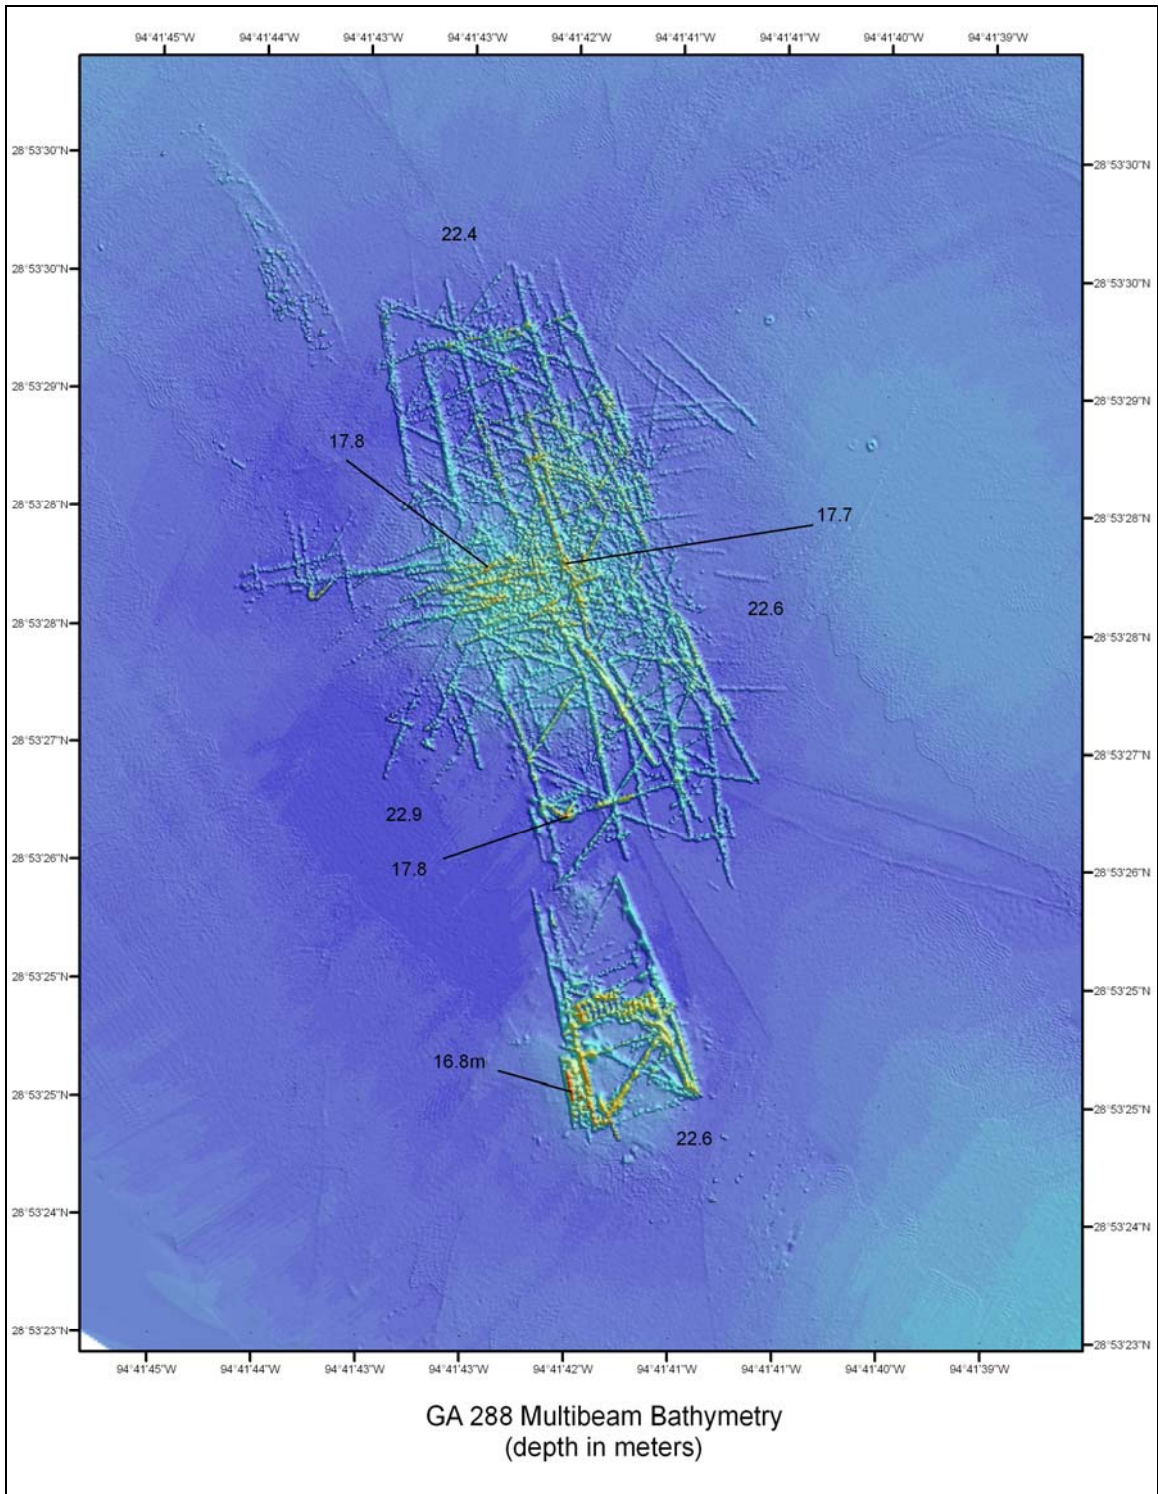 94°41'45"W 94°41'44"W 94°41'43"W 94°41'43"W 94°41'42"W 94°41'41"W 94°41'41"W 94°41'40"W 94°41'39"W
28°53'30"N 28°53'30"N
22.4
28°53'30"N 28°53'30"N
28°53'29"N 28°53'29"N
17.8
28°53'28"N 28°53'28"N
17.7
22.6
28°53'28"N 28°53'28"N
28°53'27"N 28°53'27"N
22.9
28°53'26"N 28°53'26"N
17.8
28°53'25"N 28°53'25"N
16.8m
28°53'25"N 28°53'25"N
22.6
28°53'24"N 28°53'24"N
28°53'23"N 28°53'23"N
94°41'45"W 94°41'44"W 94°41'43"W 94°41'43"W 94°41'42"W 94°41'41"W 94°41'41"W 94°41'40"W 94°41'39"W
GA 288 Multibeam Bathymetry
(depth in meters)